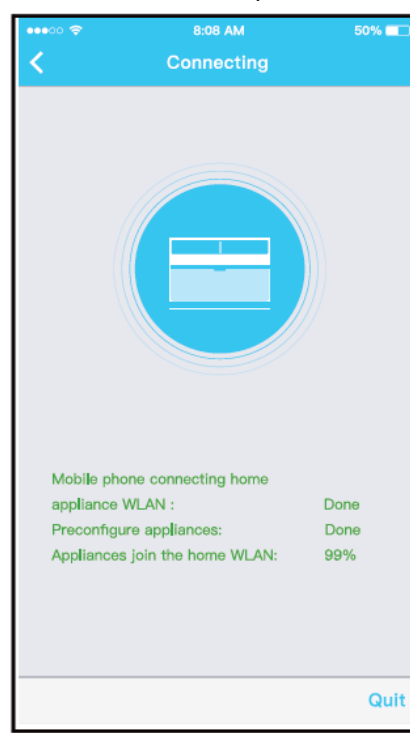 8:08 AM 50%
Connecting
Mobile phone connecting home
appliance WLAN : Done
Preconfigure appliances: Done
Appliances join the home WLAN: 99%
Quit